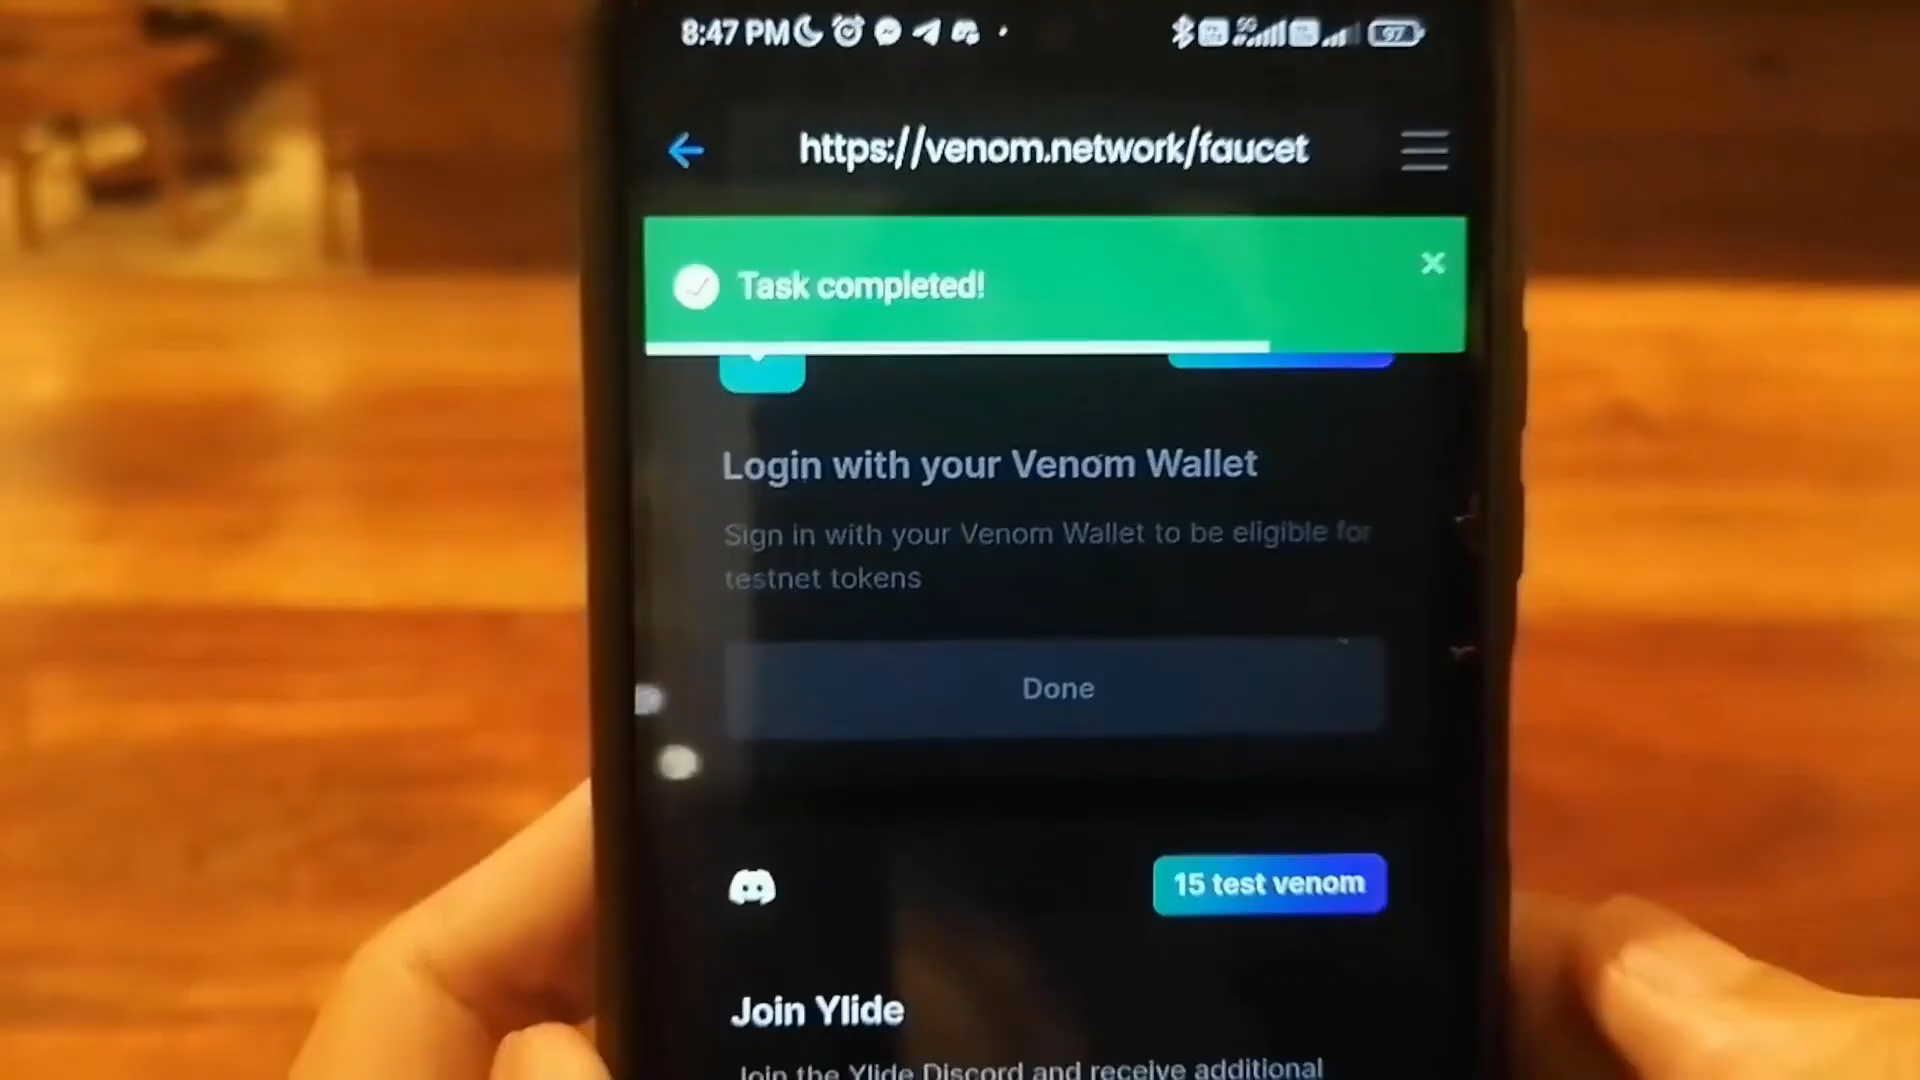 8:47 PM
5G
97
https://venom.network/faucet
Task completed!
Login with your Venom Wallet
Sign in with your Venom Wallet to be eligible for
testnet tokens
Done
15 test venom
Join Ylide
Join the Ylide Discord and receive additional